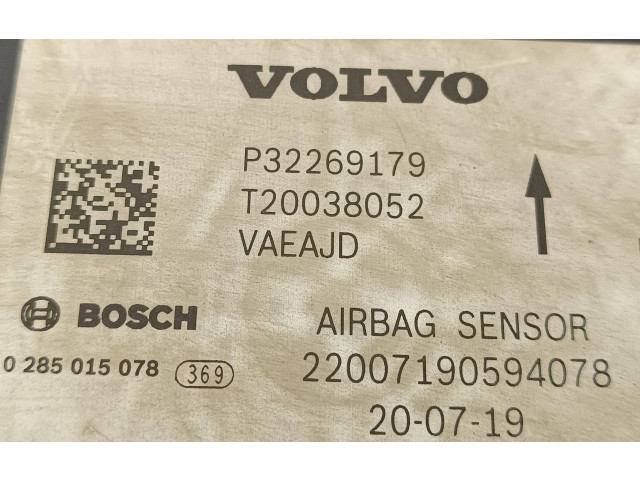 VOLVO
P32269179
T20038052
VAEAJD
BOSCH
AIRBAG SENSOR
0 285 015 078 369
22007190594078
20-07-19